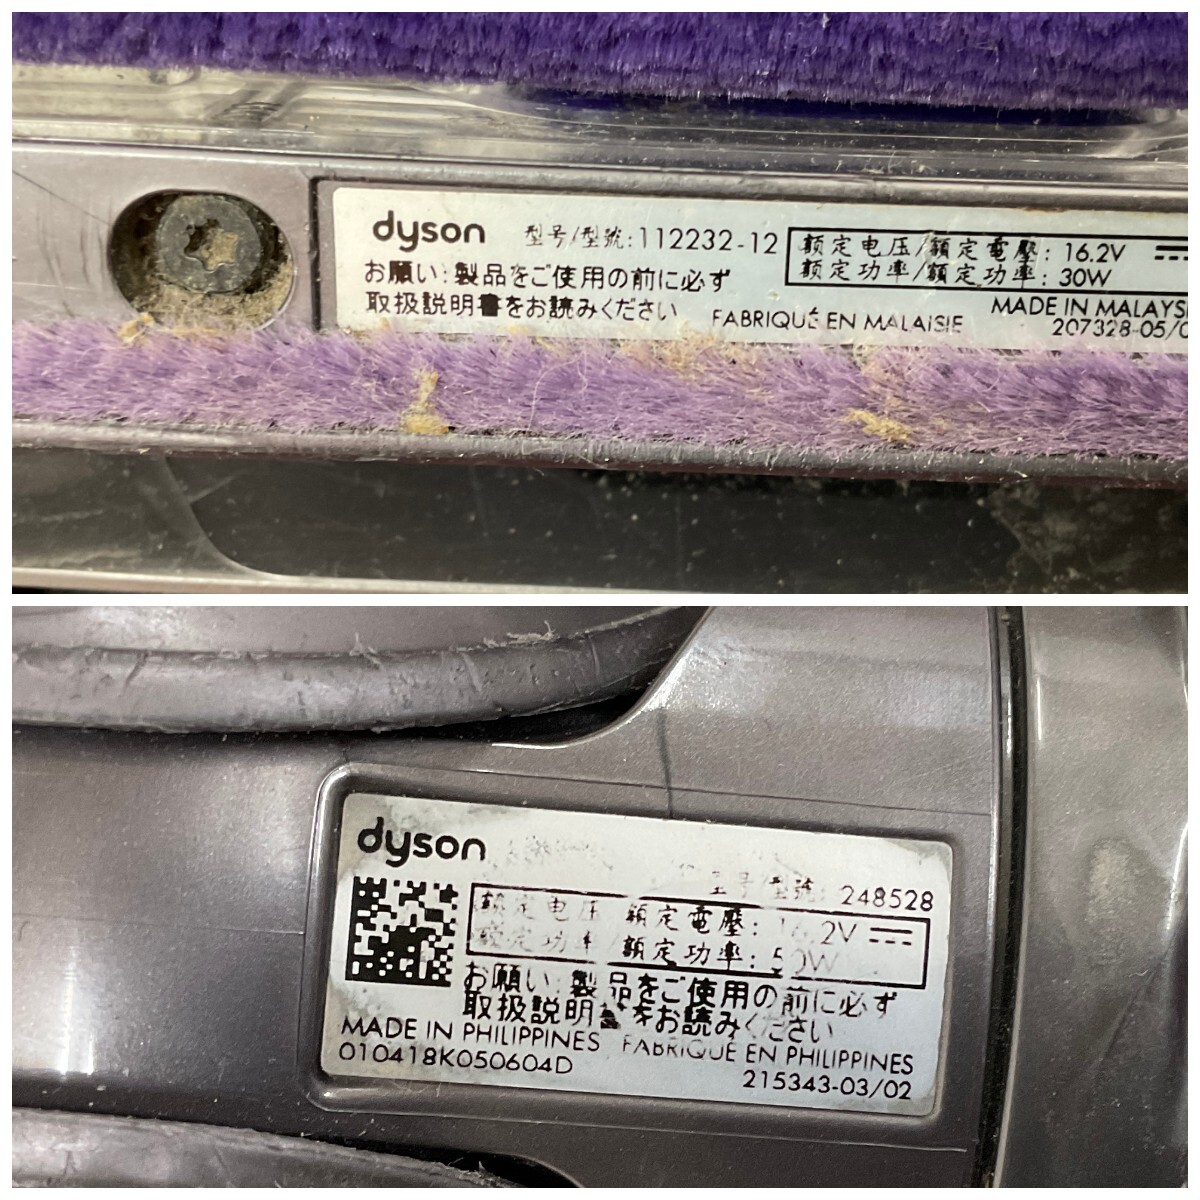 dyson 型号/型號:112232-12
额定电压/額定電壓: 16.2V
额定功率/額定功率: 30W
お願い:製品をご使用の前に必ず
取扱説明書をお読みください
FABRIQUÉ EN MALAISIE
MADE IN MALAYSI
207328-05/0
dyson
型号/型號: 248528
额定电压 額定電壓: 16.2V
额定功 /額定功率: 50W
お願い:製品をご使用の前に必ず
取扱説明書をお読みください
MADE IN PHILIPPINES FABRIQUÉ EN PHILIPPINES
010418K050604D
215343-03/02